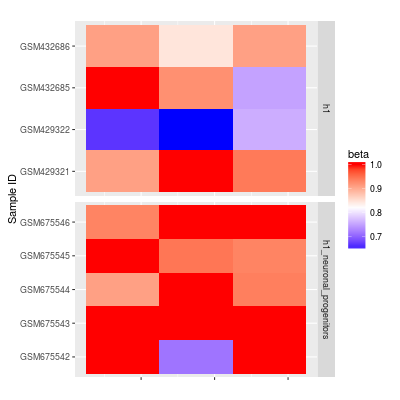 GSM432686
GSM432685
GSM429322
GSM429321
h1
GSM675546
GSM675545
GSM675544
GSM675543
GSM675542
h1_neuronal_progenitors
Sample ID
beta
1.0
0.9
0.8
0.7